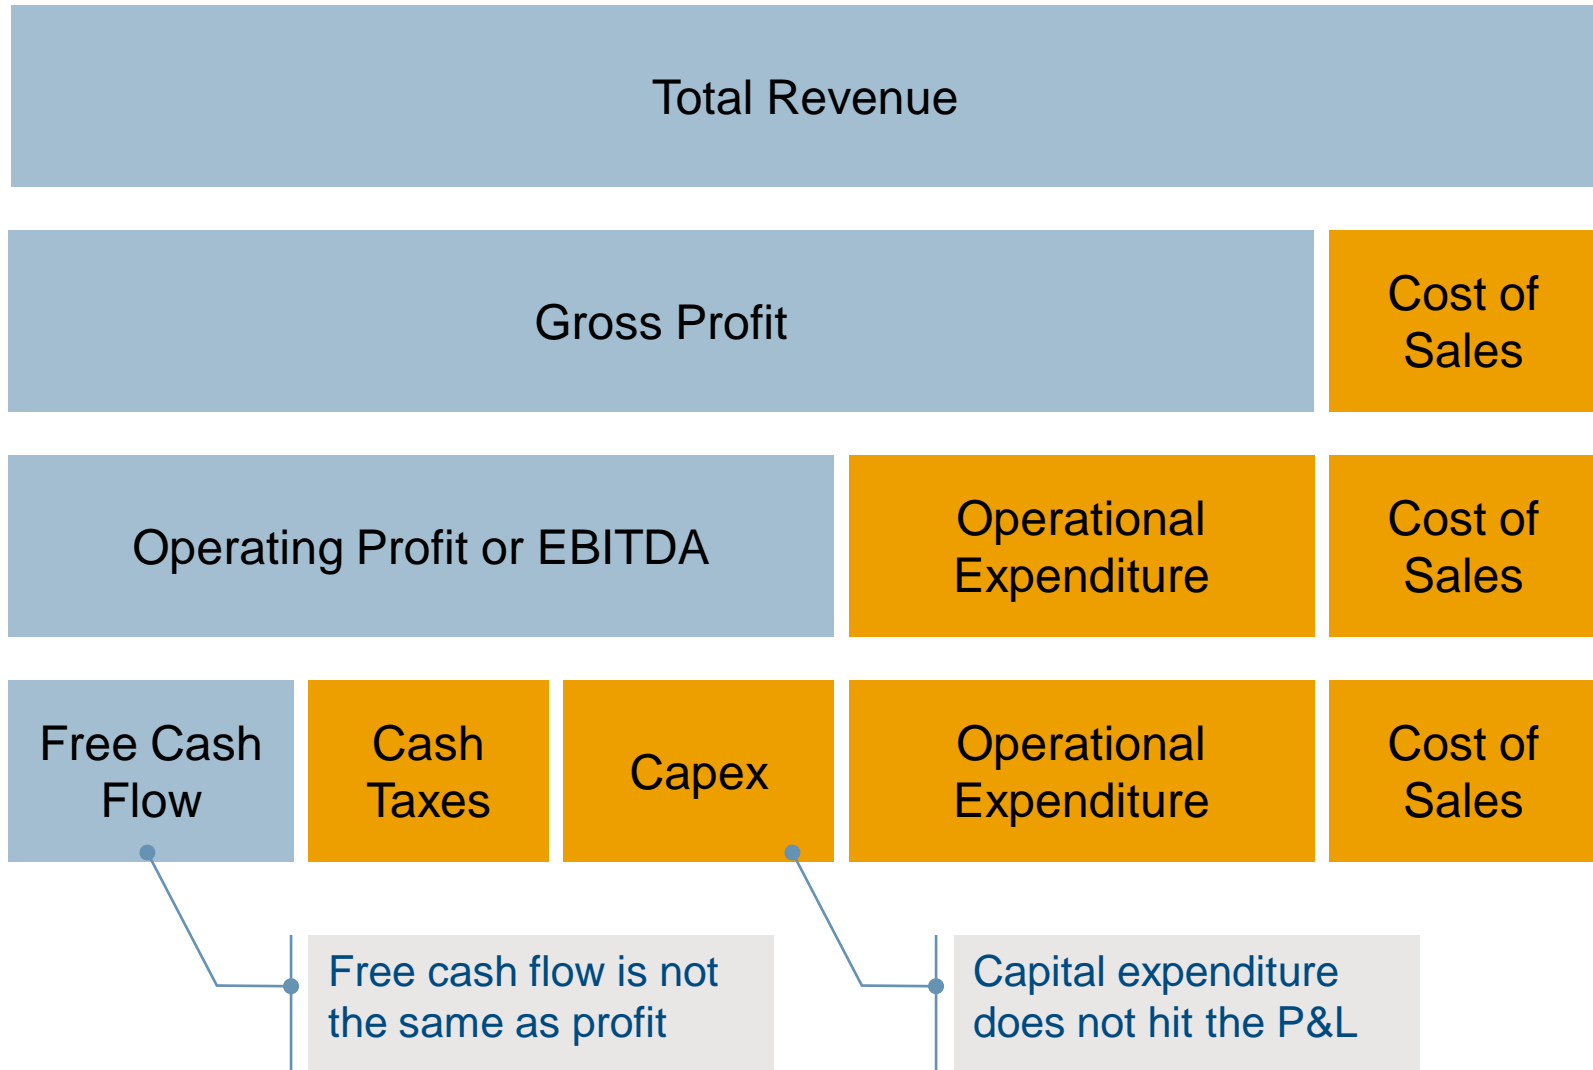 Total Revenue
Gross Profit
Cost of
Sales
Operating Profit or EBITDA
Operational
Expenditure
Cost of
Sales
Free Cash
Flow
Cash
Taxes
Capex
Operational
Expenditure
Cost of
Sales
Free cash flow is not
the same as profit
Capital expenditure
does not hit the P&L